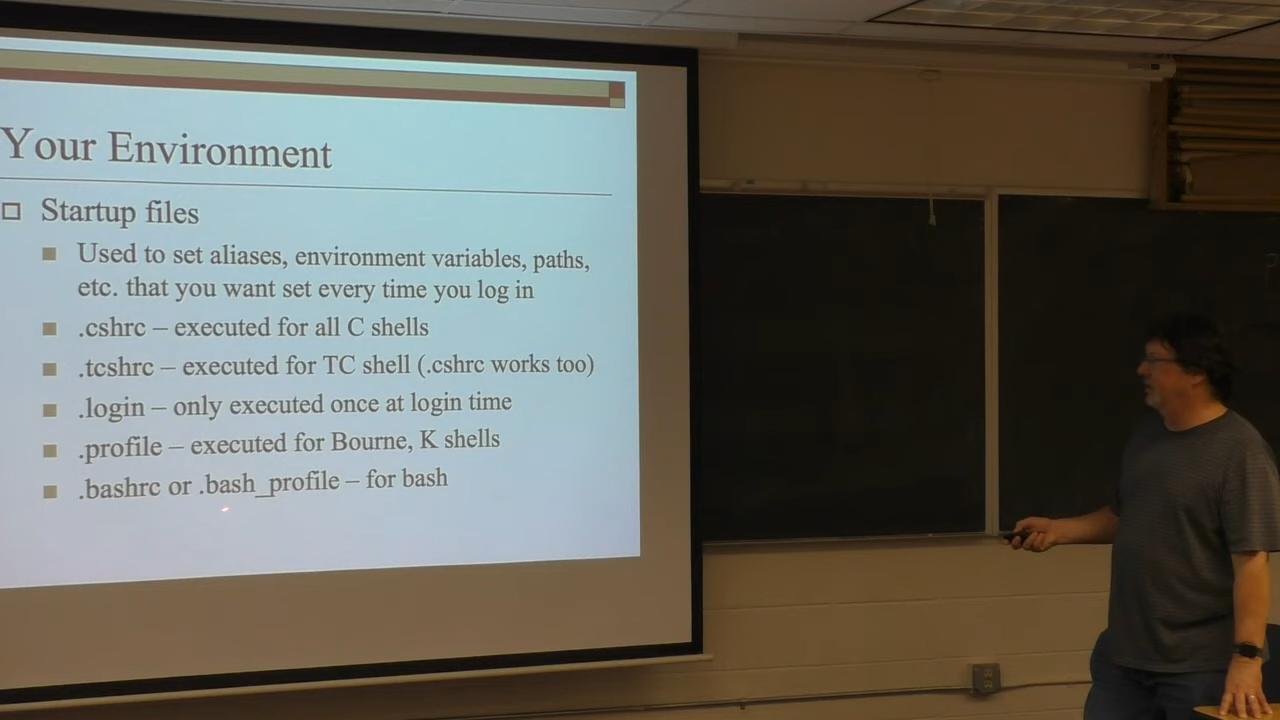 Your Environment
Startup files
Used to set aliases, environment variables, paths,
etc. that you want set every time you log in
.cshrc – executed for all C shells
.tcshrc – executed for TC shell (.cshrc works too)
.login – only executed once at login time
.profile – executed for Bourne, K shells
.bashrc or .bash_profile – for bash